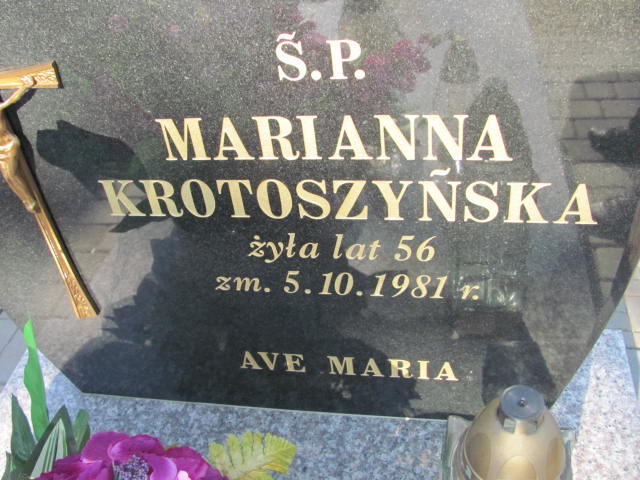 Ś.P.
MARIANNA
KROTOSZYŃSKA
żyła lat 56
zm. 5.10.1981 r.
AVE MARIA